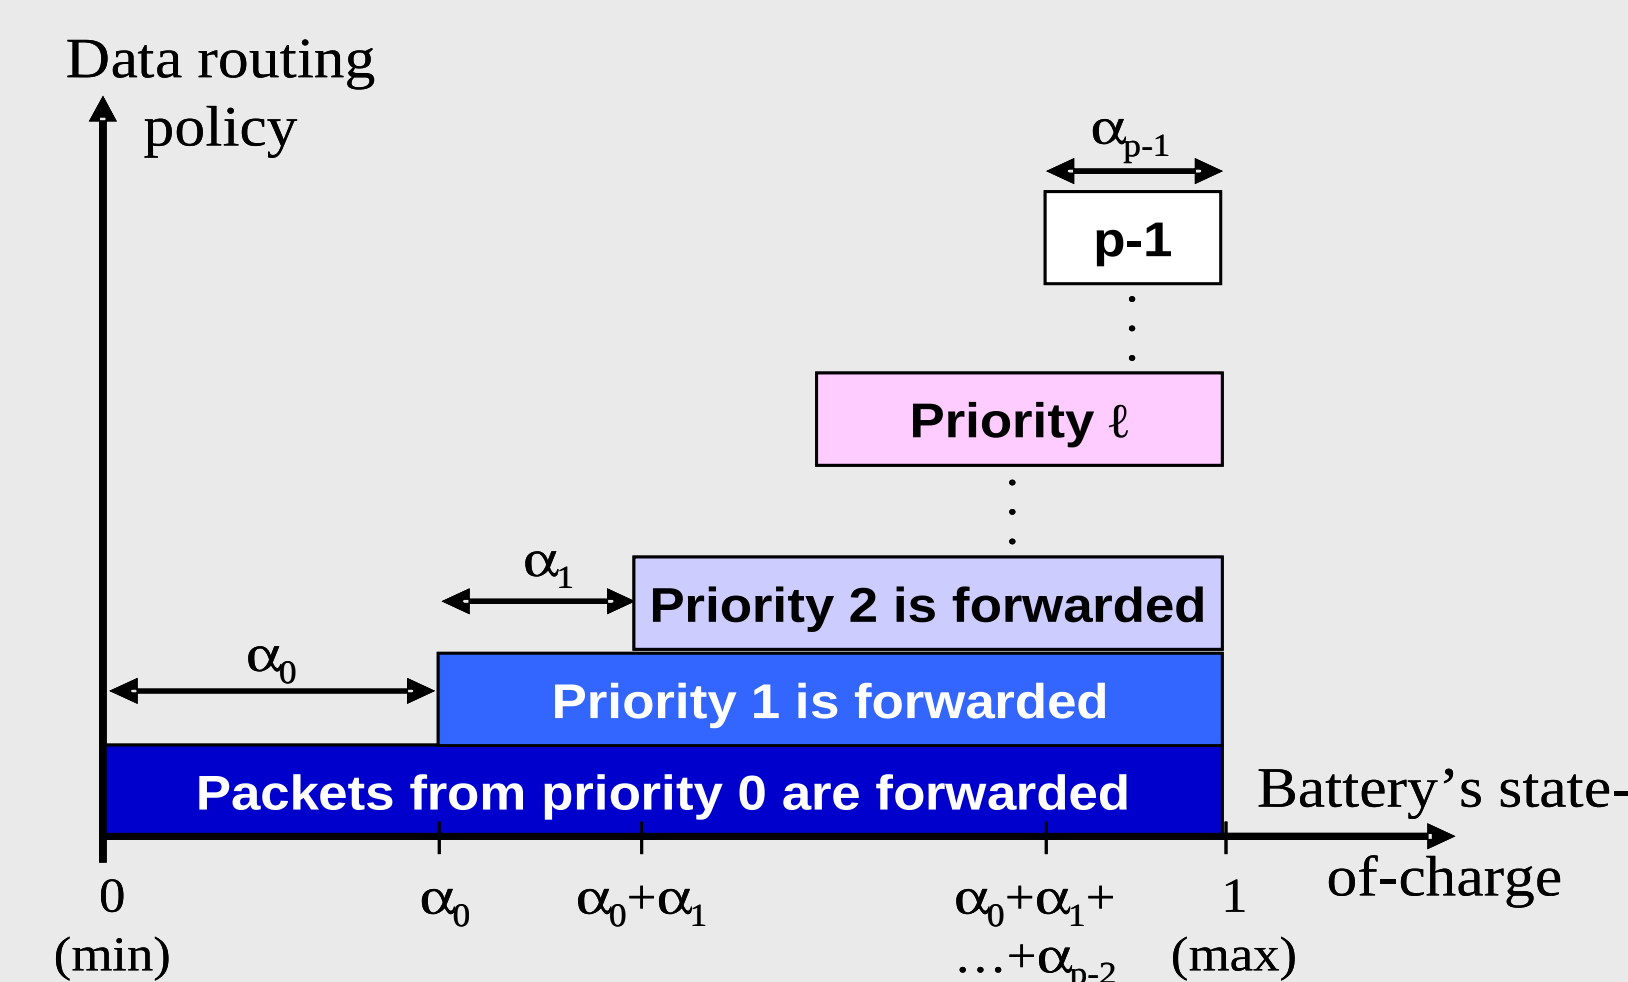 Data routing
policy
αp-1
p-1
Priority ℓ
α1
Priority 2 is forwarded
α0
Priority 1 is forwarded
Packets from priority 0 are forwarded
Battery’s state-
of-charge
0
(min)
α0
α0+α1
α0+α1+
…+αp-2
1
(max)